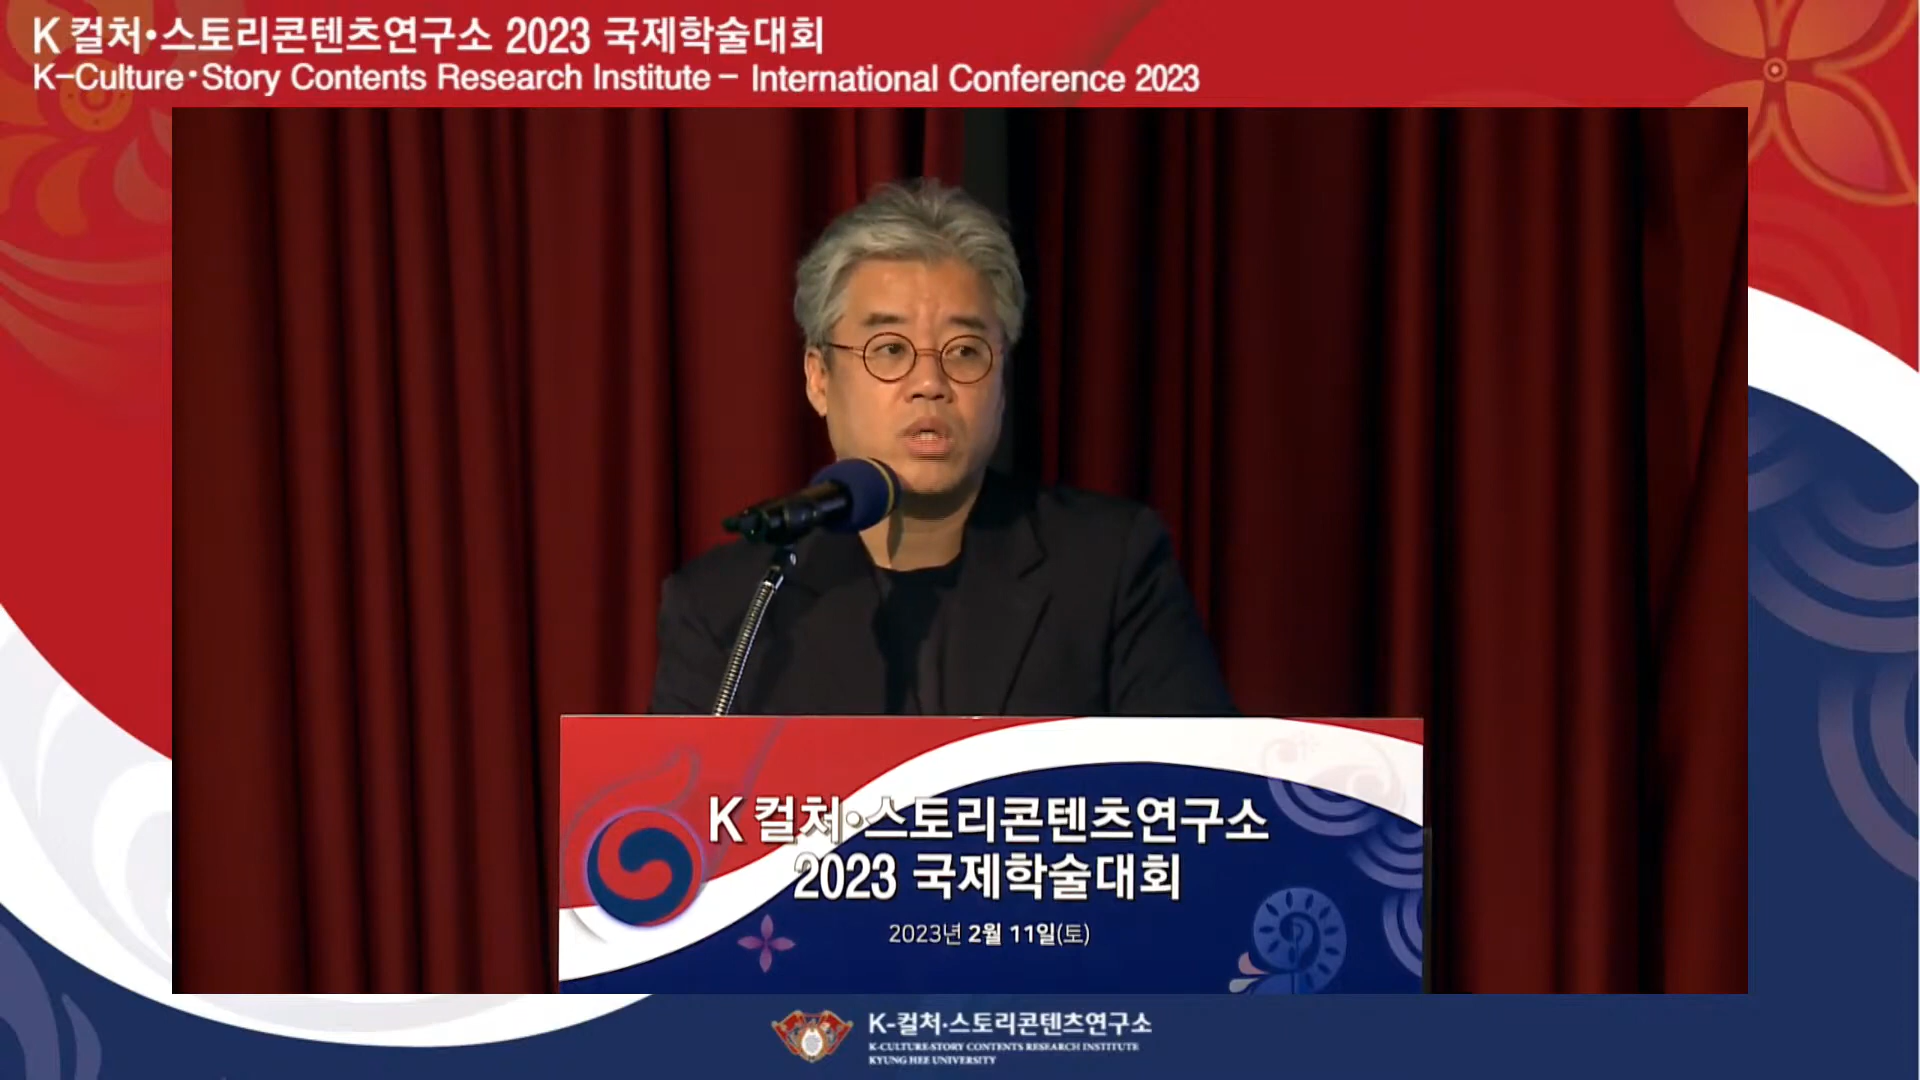 K 컬처•스토리콘텐츠연구소 2023 국제학술대회
K-Culture•Story Contents Research Institute - International Conference 2023
K 컬처•스토리콘텐츠연구소
2023 국제학술대회
2023년 2월 11일(토)
K-컬처·스토리콘텐츠연구소
K-CULTURE·STORY CONTENTS RESEARCH INSTITUTE
KYUNG HEE UNIVERSITY